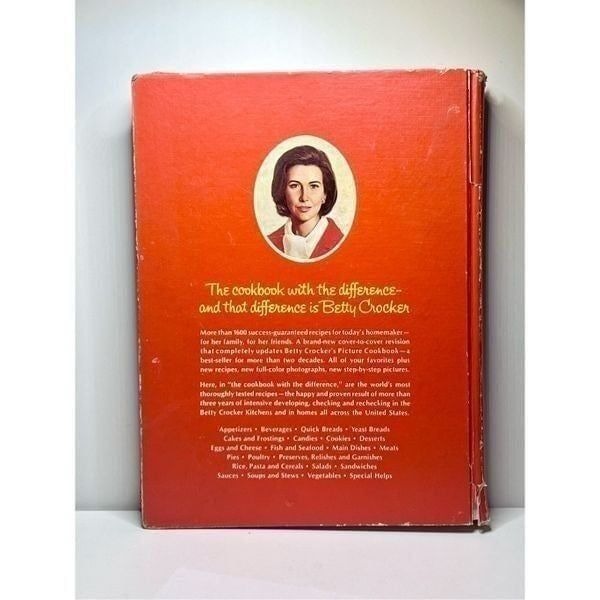 The cookbook with the difference-
and that difference is Betty Crocker
More than 1600 success-guaranteed recipes for today's homemaker—
for her family, for her friends. A brand-new cover-to-cover revision
that completely updates Betty Crocker's Picture Cookbook—a
best-seller for more than two decades. All of your favorites plus
new recipes, new full-color photographs, new step-by-step pictures.
Here, in "the cookbook with the difference," are the world's most
thoroughly tested recipes—the happy and proven result of more than
three years of intensive developing, checking and rechecking in the
Betty Crocker Kitchens and in homes all across the United States.
Appetizers • Beverages • Quick Breads • Yeast Breads
Cakes and Frostings • Candies • Cookies • Desserts
Eggs and Cheese • Fish and Seafood • Main Dishes • Meats
Pies • Poultry • Preserves, Relishes and Garnishes
Rice, Pasta and Cereals • Salads • Sandwiches
Sauces • Soups and Stews • Vegetables • Special Helps